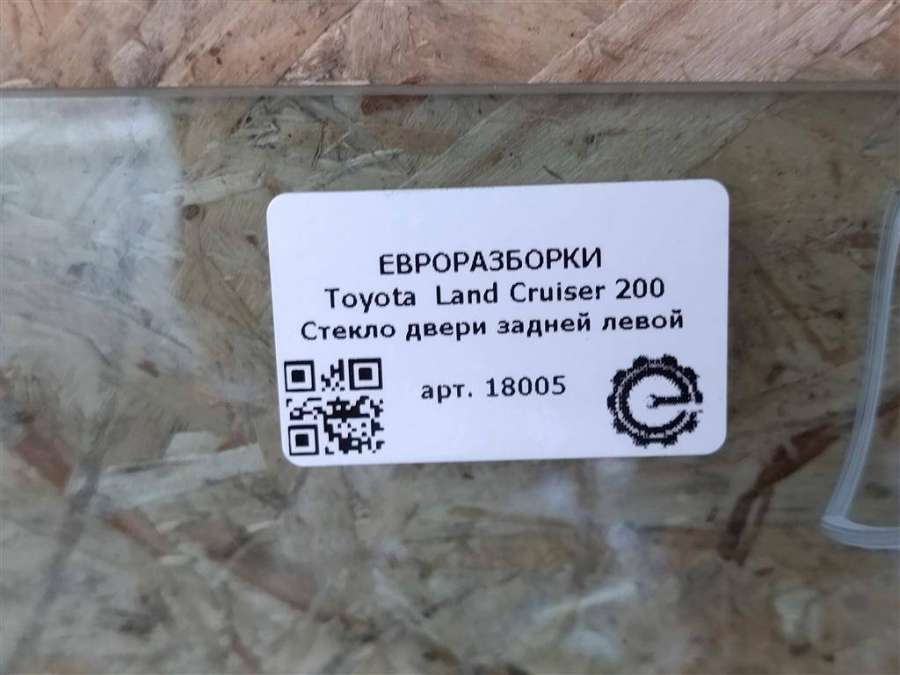 ЕВРОРАЗБОРКИ
Toyota Land Cruiser 200
Стекло двери задней левой
арт. 18005